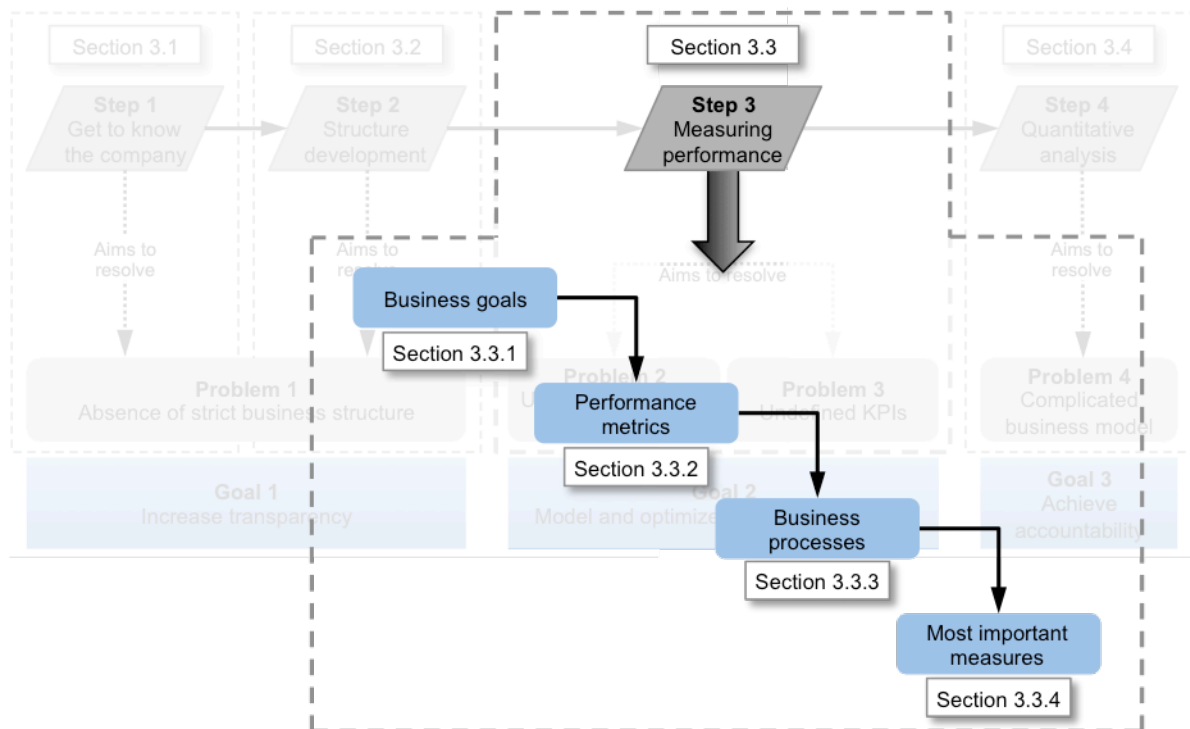 Section 3.1
Section 3.2
Section 3.3
Section 3.4
Step 1
Get to know
the company
Step 2
Structure
development
Step 3
Measuring
performance
Step 4
Quantitative
analysis
Aims to
resolve
Aims to
resolve
Aims to resolve
Aims to
resolve
Business goals
Section 3.3.1
Problem 1
Absence of strict business structure
Problem 2
Problem 3
Undefined KPIs
Problem 4
Complicated
business model
Performance
metrics
Section 3.3.2
Goal 1
Increase transparency
Goal 2
Model and optimize
Goal 3
Achieve
accountability
Business
processes
Section 3.3.3
Most important
measures
Section 3.3.4